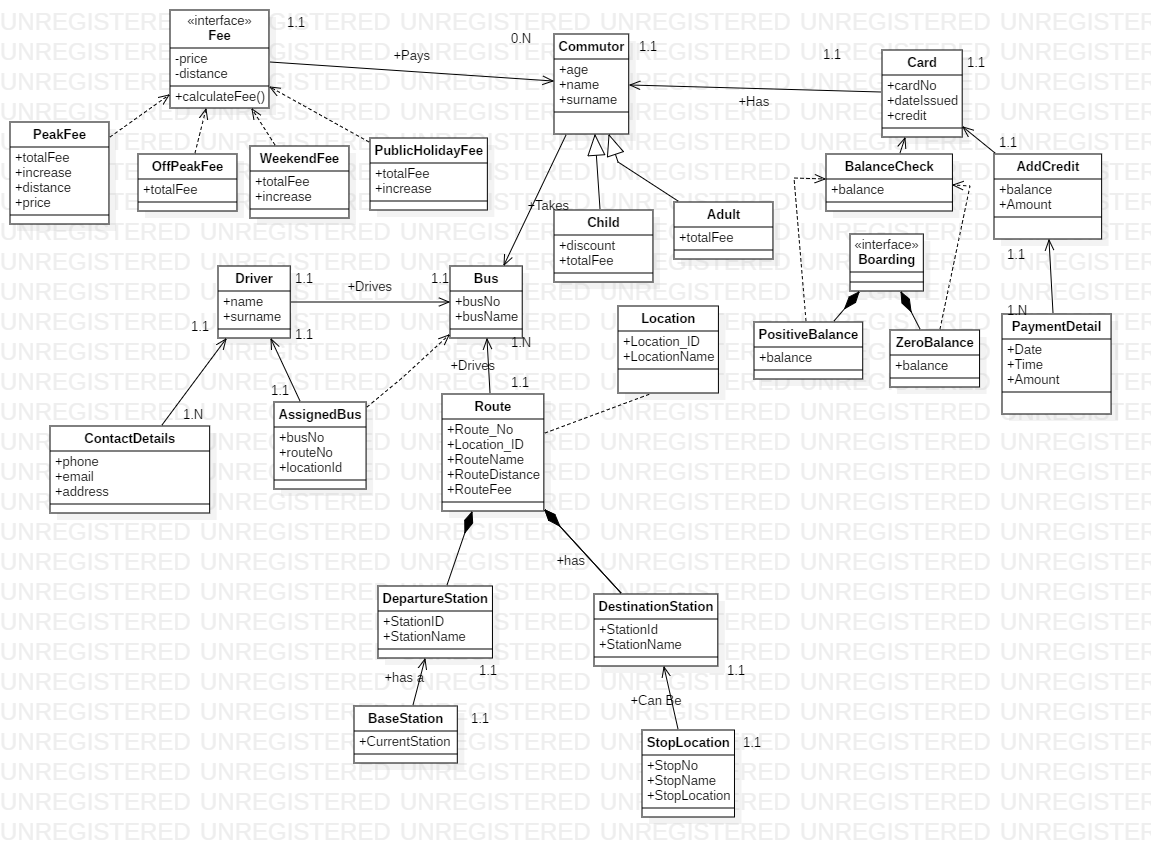 «interface»
Fee
-price
-distance
+calculateFee()
1.1
+Pays
0.N
Commutor
+age
+name
+surname
1.1
+Has
1.1
Card
+cardNo
+dateIssued
+credit
1.1
PeakFee
+totalFee
+increase
+distance
+price
OffPeakFee
+totalFee
WeekendFee
+totalFee
+increase
PublicHolidayFee
+totalFee
+increase
BalanceCheck
+balance
1.1
AddCredit
+balance
+Amount
+Takes
Child
+discount
+totalFee
Adult
+totalFee
«interface»
Boarding
1.1
Driver
+name
+surname
1.1
+Drives
1.1
Bus
+busNo
+busName
1.1
1.1
1.N
Location
+Location_ID
+LocationName
PositiveBalance
+balance
ZeroBalance
+balance
1.N
PaymentDetail
+Date
+Time
+Amount
+Drives
1.1
1.1
1.N
ContactDetails
+phone
+email
+address
AssignedBus
+busNo
+routeNo
+locationId
Route
+Route_No
+Location_ID
+RouteName
+RouteDistance
+RouteFee
+has
DepartureStation
+StationID
+StationName
1.1
DestinationStation
+StationId
+StationName
1.1
+has a
BaseStation
+CurrentStation
1.1
+Can Be
StopLocation
+StopNo
+StopName
+StopLocation
1.1
UNREGISTERED